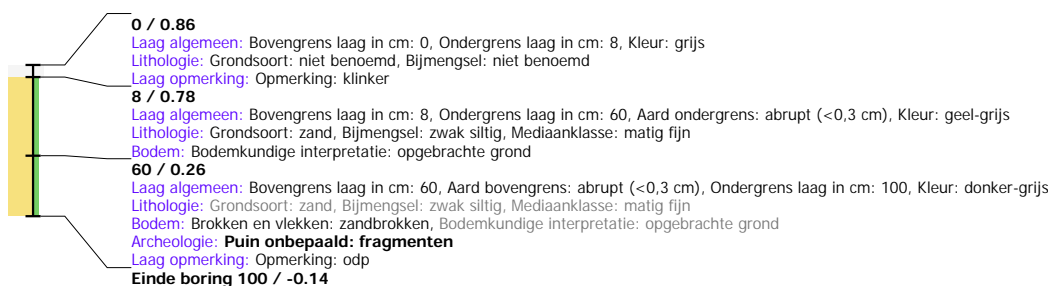 0 / 0.86
Laag algemeen: Bovengrens laag in cm: 0, Ondergrens laag in cm: 8, Kleur: grijs
Lithologie: Grondsoort: niet benoemd, Bijmengsel: niet benoemd
Laag opmerking: Opmerking: klinker
8 / 0.78
Laag algemeen: Bovengrens laag in cm: 8, Ondergrens laag in cm: 60, Aard ondergrens: abrupt (<0,3 cm), Kleur: geel-grijs
Lithologie: Grondsoort: zand, Bijmengsel: zwak siltig, Mediaanklasse: matig fijn
Bodem: Bodemkundige interpretatie: opgebrachte grond
60 / 0.26
Laag algemeen: Bovengrens laag in cm: 60, Aard bovengrens: abrupt (<0,3 cm), Ondergrens laag in cm: 100, Kleur: donker-grijs
Lithologie: Grondsoort: zand, Bijmengsel: zwak siltig, Mediaanklasse: matig fijn
Bodem: Brokken en vlekken: zandbrokken, Bodemkundige interpretatie: opgebrachte grond
Archeologie: Puin onbepaald: fragmenten
Laag opmerking: Opmerking: odp
Einde boring 100 / -0.14